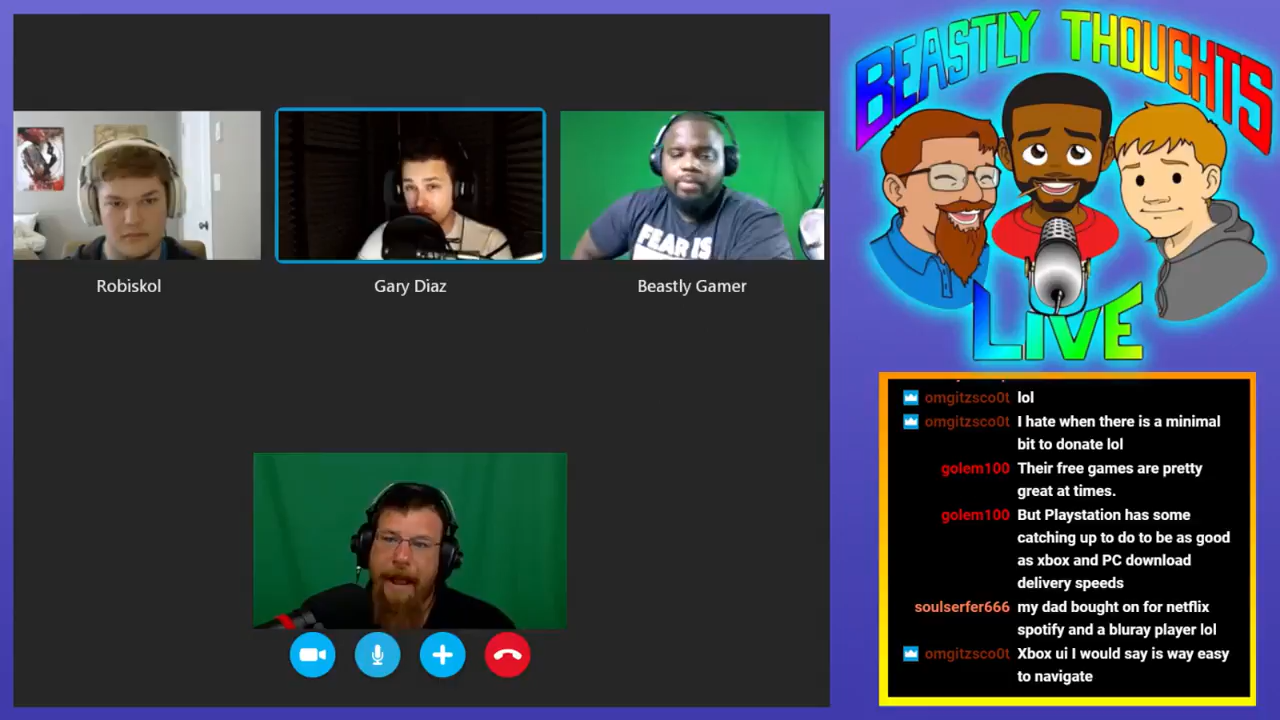 BEASTLY THOUGHTS
LIVE
FEAR IS
Robiskol
Gary Diaz
Beastly Gamer
omgitzsco0t lol
omgitzsco0t I hate when there is a minimal
bit to donate lol
golem100 Their free games are pretty
great at times.
golem100 But Playstation has some
catching up to do to be as good
as xbox and PC download
delivery speeds
soulserfer666 my dad bought on for netflix
spotify and a bluray player lol
omgitzsco0t Xbox ui I would say is way easy
to navigate